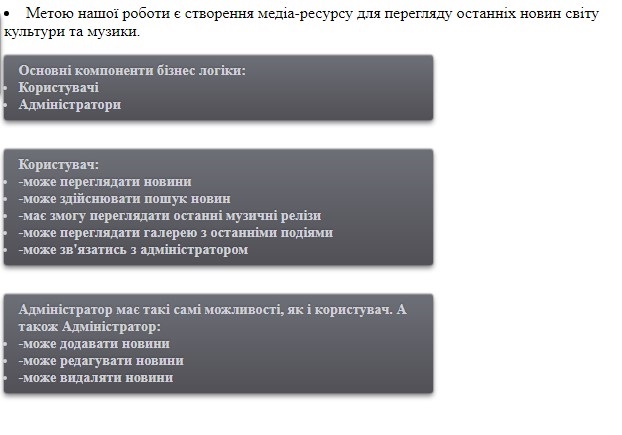 • Метою нашої роботи є створення медіа-ресурсу для перегляду останніх новин світу
культури та музики.
Основні компоненти бізнес логіки:
• Користувачі
• Адміністратори
Користувач:
• -може переглядати новини
• -може здійснювати пошук новин
• -має змогу переглядати останні музичні релізи
• -може переглядати галерею з останніми подіями
• -може зв'язатись з адміністратором
Адміністратор має такі самі можливості, як і користувач. А
також Адміністратор:
• -може додавати новини
• -може редагувати новини
• -може видаляти новини